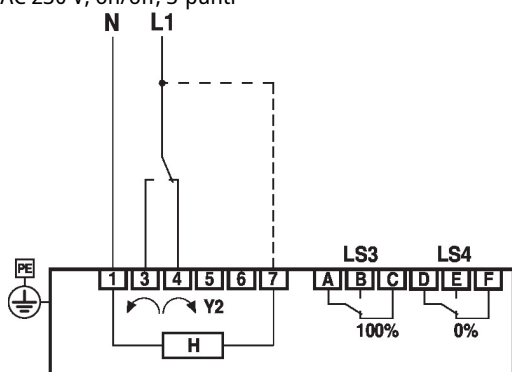 AC 230 V, on/off, 3-punti
N L1
LS3 LS4
PE
1 3 4 5 6 7 A B C D E F
Y2
100% 0%
H